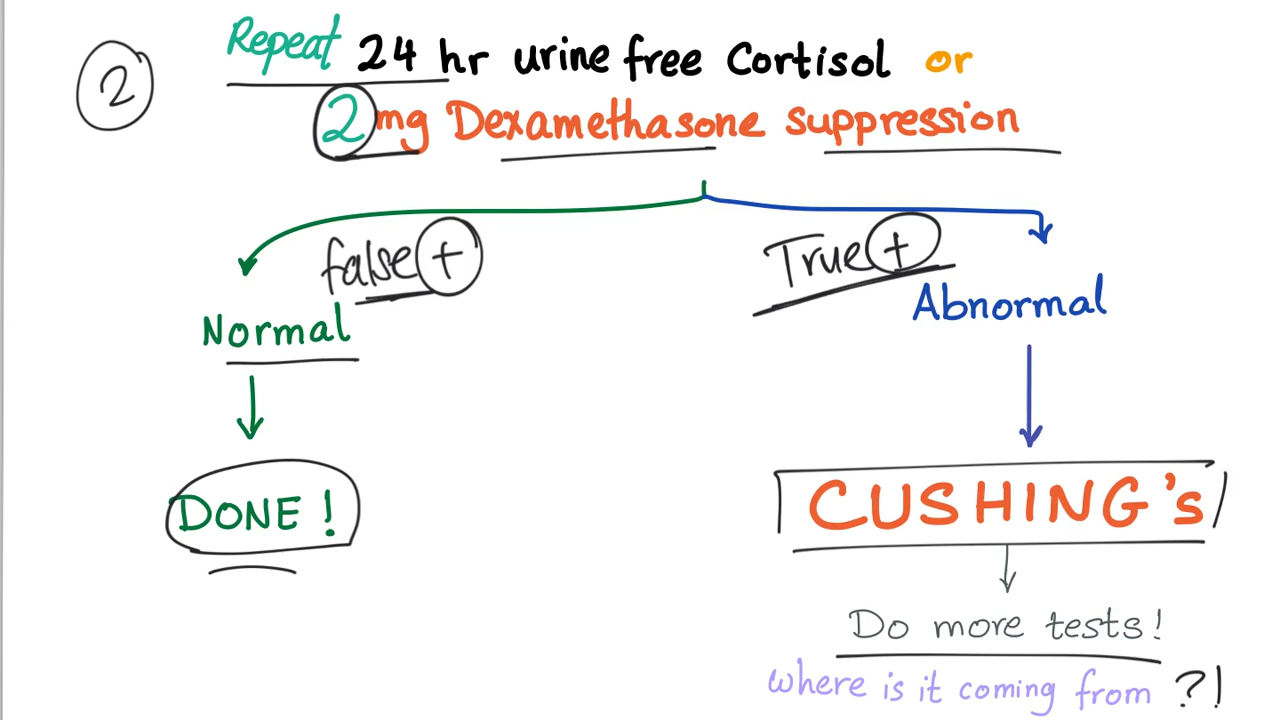 2
Repeat 24 hr urine free Cortisol or
2mg Dexamethasone suppression
false +
True +
Normal
Abnormal
DONE!
CUSHING's
Do more tests!
where is it coming from ?!